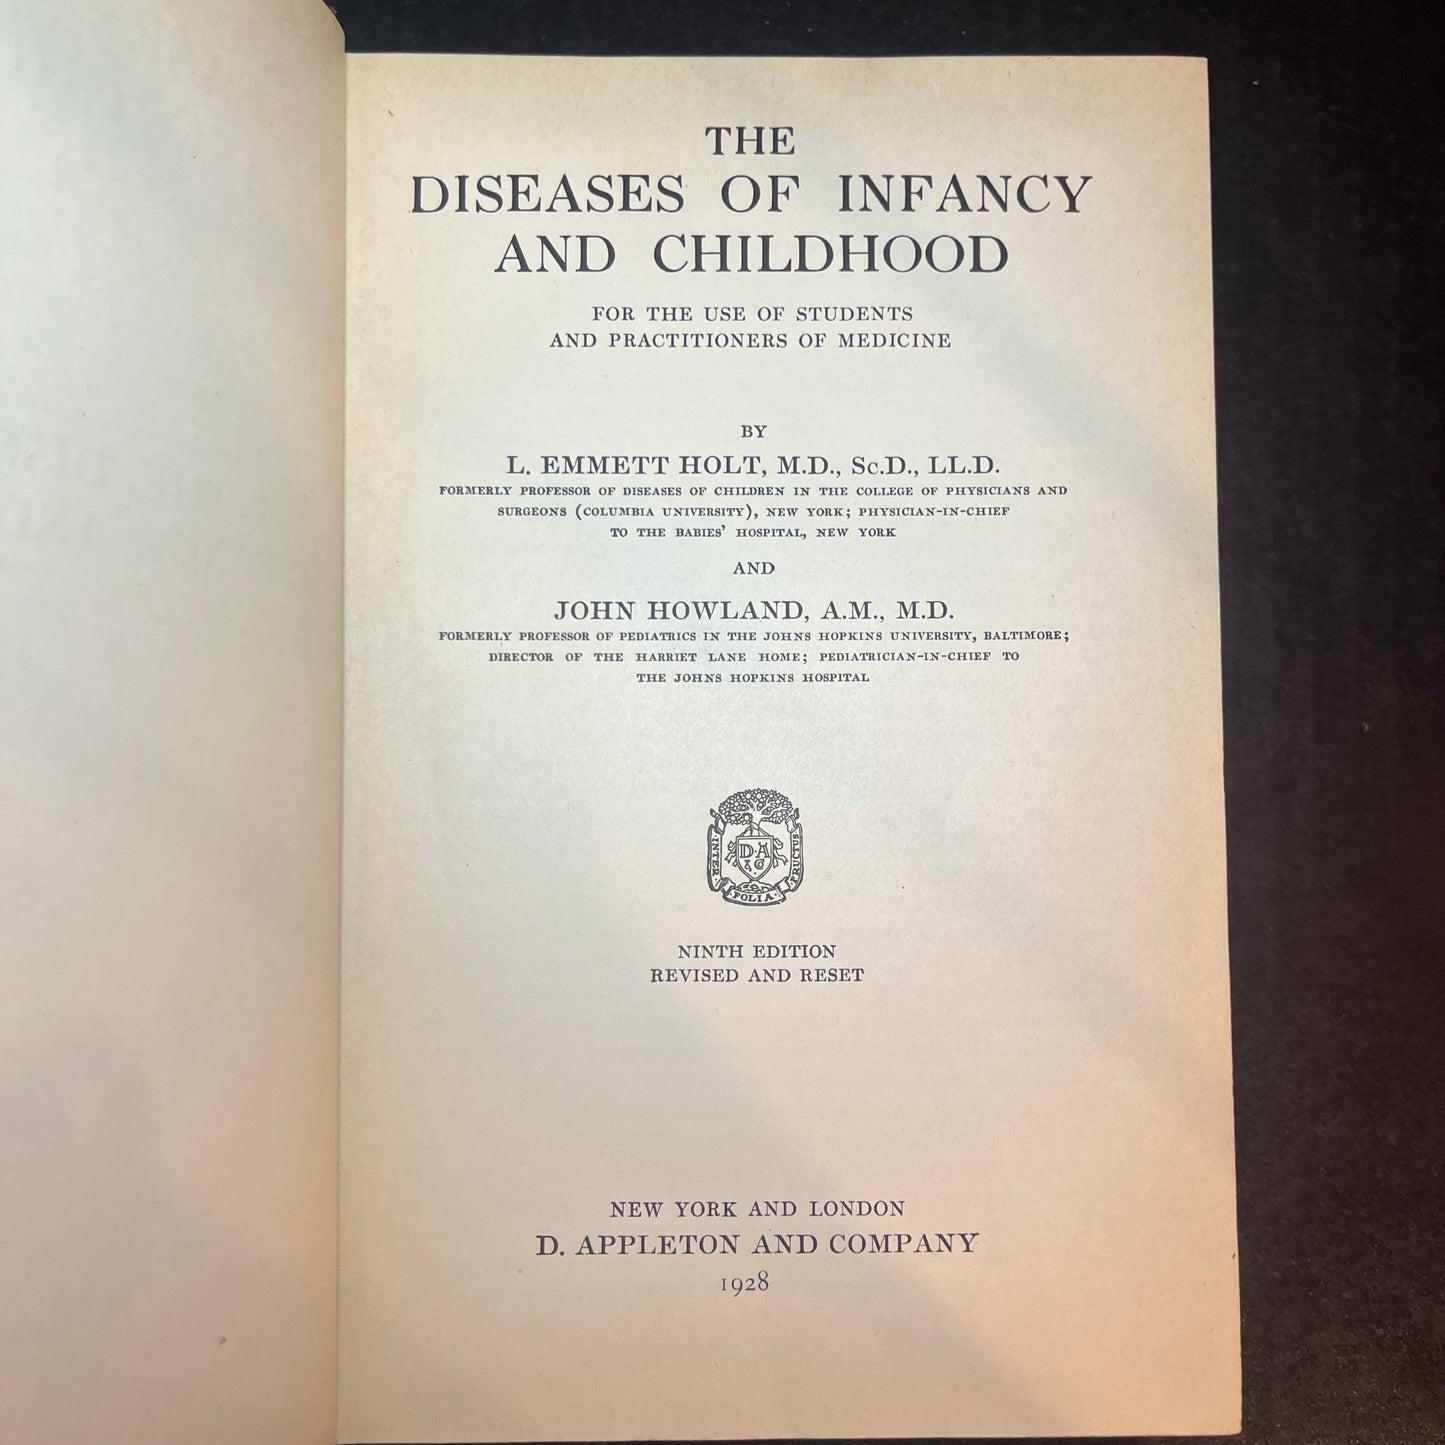 THE
DISEASES OF INFANCY
AND CHILDHOOD
FOR THE USE OF STUDENTS
AND PRACTITIONERS OF MEDICINE
BY
L. EMMETT HOLT, M.D., Sc.D., LL.D.
FORMERLY PROFESSOR OF DISEASES OF CHILDREN IN THE COLLEGE OF PHYSICIANS AND
SURGEONS (COLUMBIA UNIVERSITY), NEW YORK; PHYSICIAN-IN-CHIEF
TO THE BABIES' HOSPITAL, NEW YORK
AND
JOHN HOWLAND, A.M., M.D.
FORMERLY PROFESSOR OF PEDIATRICS IN THE JOHNS HOPKINS UNIVERSITY, BALTIMORE;
DIRECTOR OF THE HARRIET LANE HOME; PEDIATRICIAN-IN-CHIEF TO
THE JOHNS HOPKINS HOSPITAL
INTER
FOLIA
FRUCTUS
D·A
& Co
NINTH EDITION
REVISED AND RESET
NEW YORK AND LONDON
D. APPLETON AND COMPANY
1928